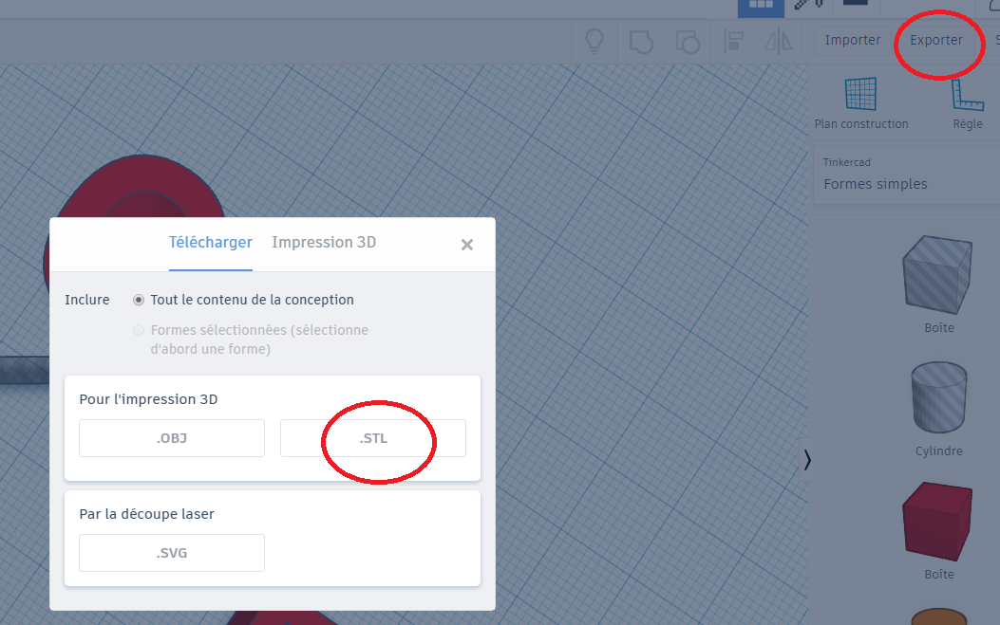 Importer
Exporter
S
Plan construction
Règle
Tinkercad
Formes simples
Boîte
Cylindre
Boîte
Télécharger
Impression 3D
Inclure
Tout le contenu de la conception
Formes sélectionnées (sélectionne
d'abord une forme)
Pour l'impression 3D
.OBJ
.STL
Par la découpe laser
.SVG